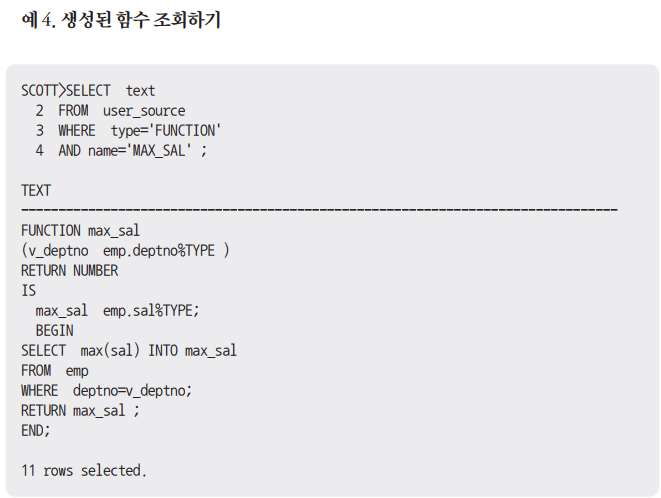 예 4. 생성된 함수 조회하기
SCOTT>SELECT text
2 FROM user_source
3 WHERE type='FUNCTION'
4 AND name='MAX_SAL' ;
TEXT
--------------------------------------------------------------------------------
FUNCTION max_sal
(v_deptno emp.deptno%TYPE )
RETURN NUMBER
IS
max_sal emp.sal%TYPE;
BEGIN
SELECT max(sal) INTO max_sal
FROM emp
WHERE deptno=v_deptno;
RETURN max_sal ;
END;
11 rows selected.